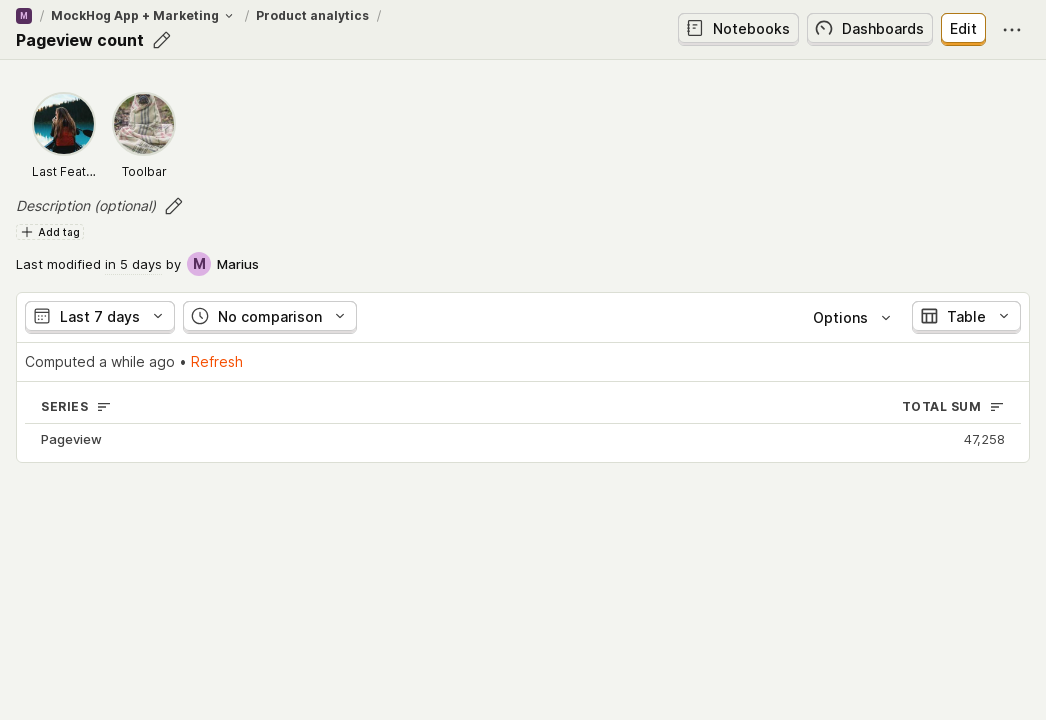 M / MockHog App + Marketing / Product analytics /
Pageview count
Notebooks
Dashboards
Edit
Last Feat...
Toolbar
Description (optional)
Add tag
Last modified in 5 days by M Marius
Last 7 days
No comparison
Options
Table
Computed a while ago • Refresh
SERIES
TOTAL SUM
Pageview
47,258